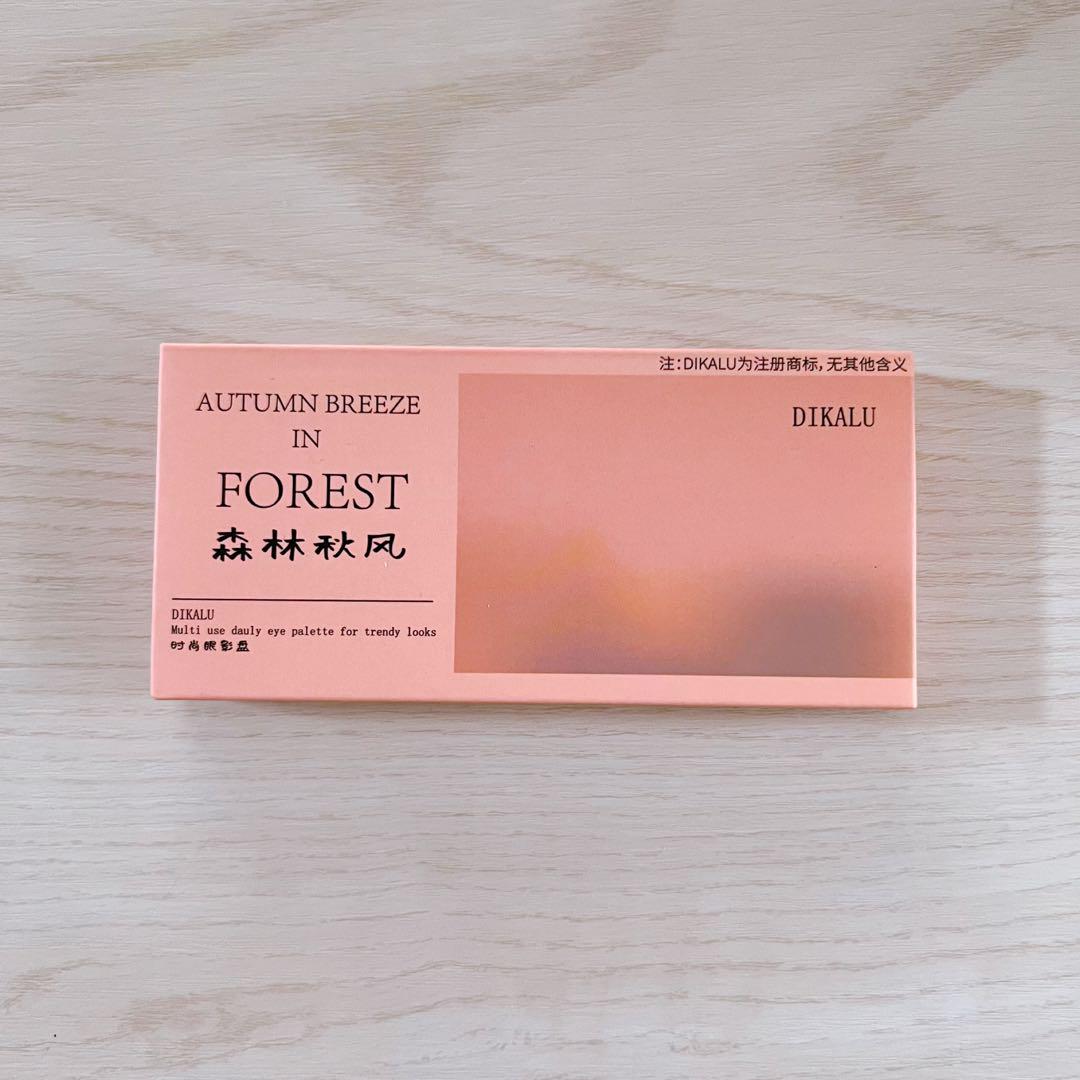 注:DIKALU为注册商标,无其他含义
AUTUMN BREEZE
IN
FOREST
森林秋风
DIKALU
Multi use dauly eye palette for trendy looks
时尚眼影盘
DIKALU